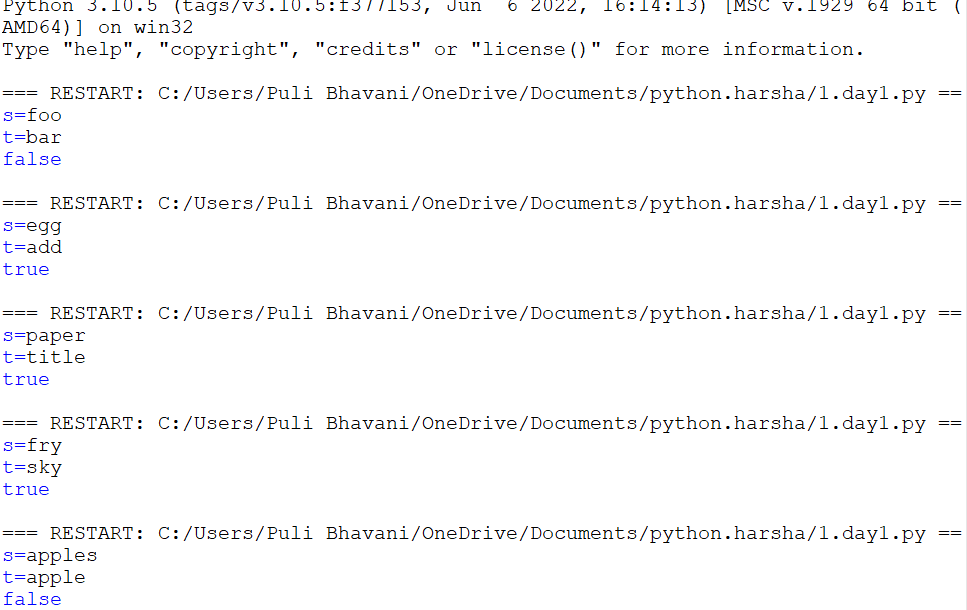 Python 3.10.5 (tags/v3.10.5:f377153, Jun  6 2022, 16:14:13) [MSC v.1929 64 bit (
AMD64)] on win32
Type "help", "copyright", "credits" or "license()" for more information.
=== RESTART: C:/Users/Puli Bhavani/OneDrive/Documents/python.harsha/1.day1.py ==
s=foo
t=bar
false
=== RESTART: C:/Users/Puli Bhavani/OneDrive/Documents/python.harsha/1.day1.py ==
s=egg
t=add
true
=== RESTART: C:/Users/Puli Bhavani/OneDrive/Documents/python.harsha/1.day1.py ==
s=paper
t=title
true
=== RESTART: C:/Users/Puli Bhavani/OneDrive/Documents/python.harsha/1.day1.py ==
s=fry
t=sky
true
=== RESTART: C:/Users/Puli Bhavani/OneDrive/Documents/python.harsha/1.day1.py ==
s=apples
t=apple
false